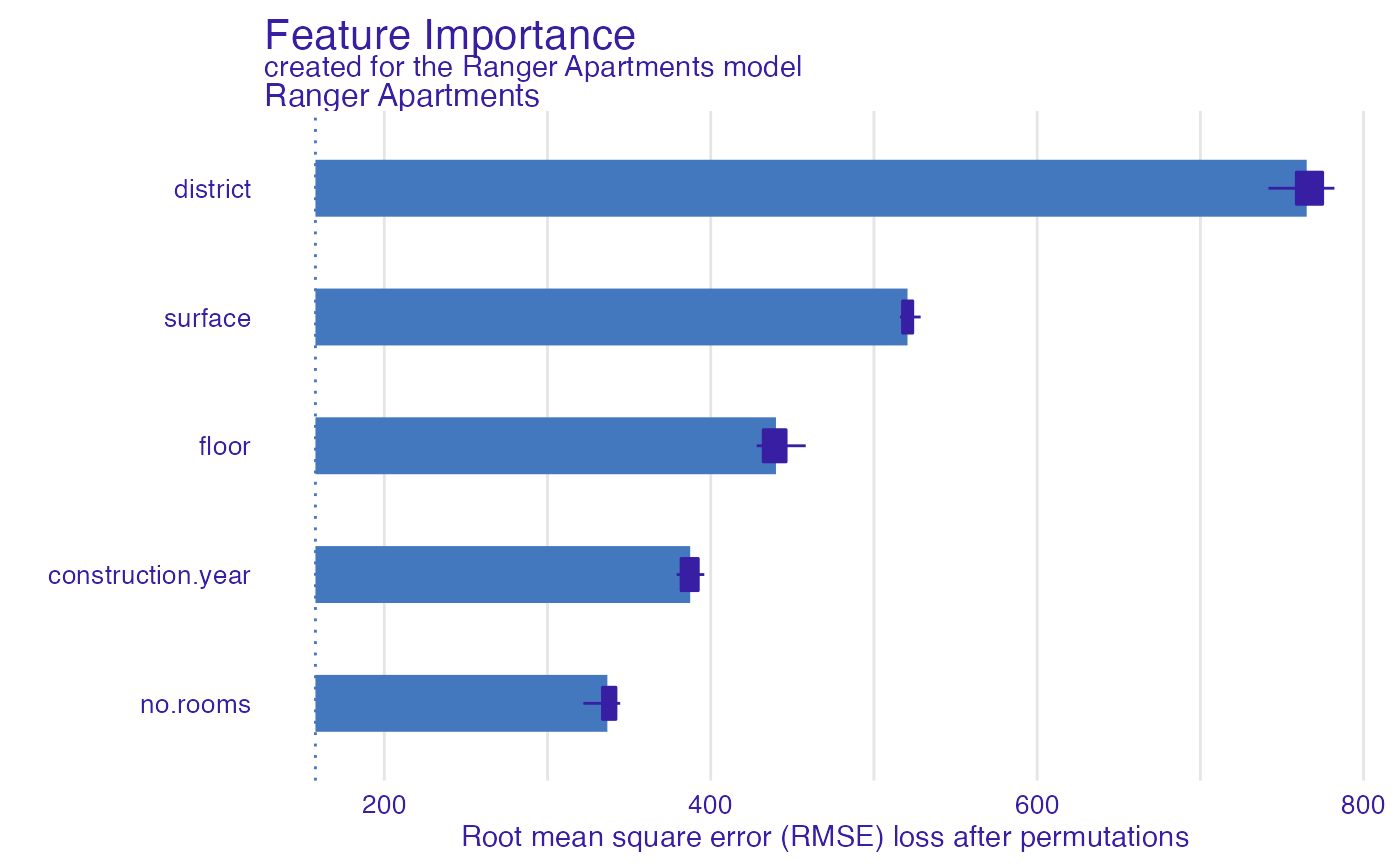 Feature Importance
created for the Ranger Apartments model
Ranger Apartments
district
surface
floor
construction.year
no.rooms
200 400 600 800
Root mean square error (RMSE) loss after permutations